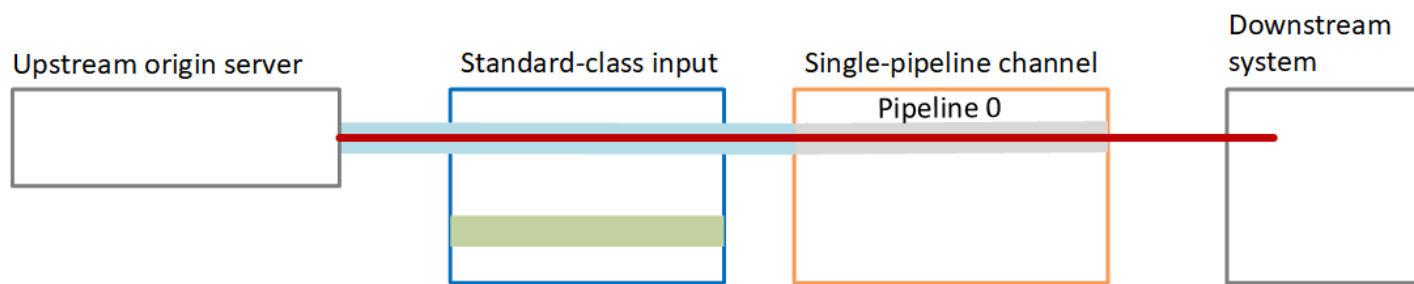 Upstream origin server
Standard-class input
Single-pipeline channel
Downstream
system
Pipeline 0